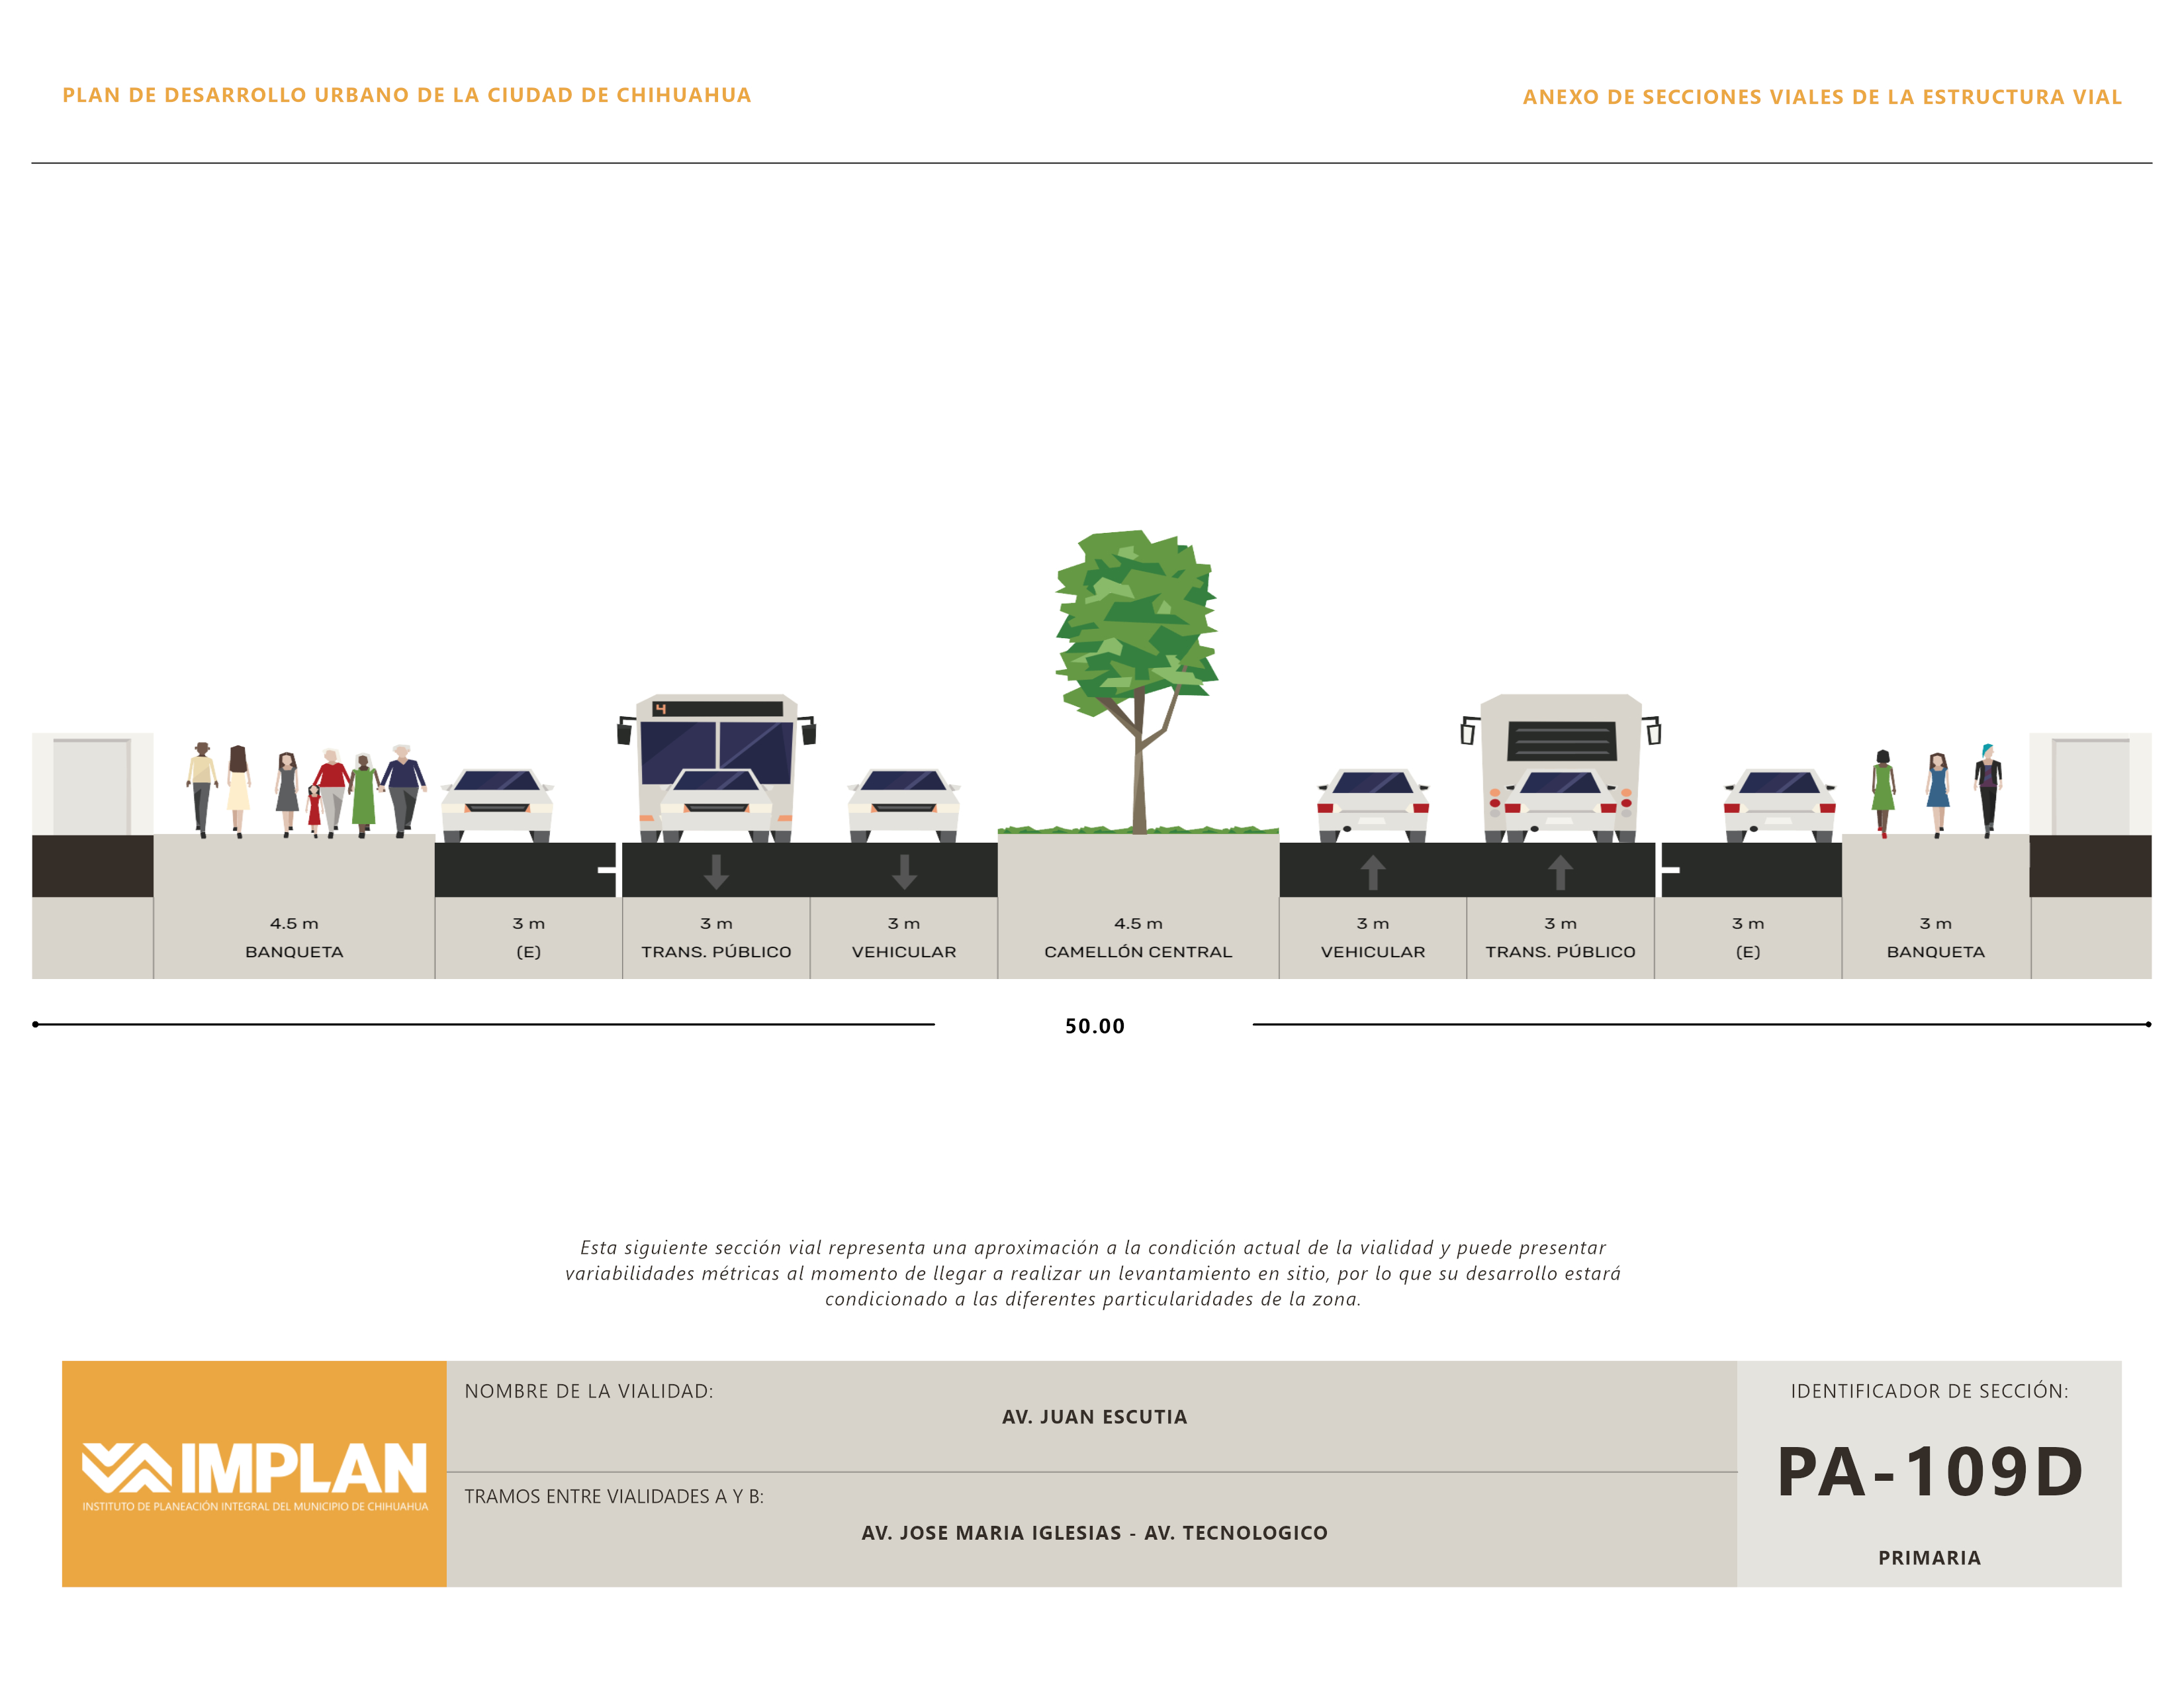 PLAN DE DESARROLLO URBANO DE LA CIUDAD DE CHIHUAHUA
ANEXO DE SECCIONES VIALES DE LA ESTRUCTURA VIAL
4
4.5 m
BANQUETA
3 m
(E)
3 m
TRANS. PÚBLICO
3 m
VEHICULAR
4.5 m
CAMELLÓN CENTRAL
3 m
VEHICULAR
3 m
TRANS. PÚBLICO
3 m
(E)
3 m
BANQUETA
50.00
Esta siguiente sección vial representa una aproximación a la condición actual de la vialidad y puede presentar
variabilidades métricas al momento de llegar a realizar un levantamiento en sitio, por lo que su desarrollo estará
condicionado a las diferentes particularidades de la zona.
IMPLAN
INSTITUTO DE PLANEACIÓN INTEGRAL DEL MUNICIPIO DE CHIHUAHUA
NOMBRE DE LA VIALIDAD:
AV. JUAN ESCUTIA
TRAMOS ENTRE VIALIDADES A Y B:
AV. JOSE MARIA IGLESIAS - AV. TECNOLOGICO
IDENTIFICADOR DE SECCIÓN:
PA-109D
PRIMARIA